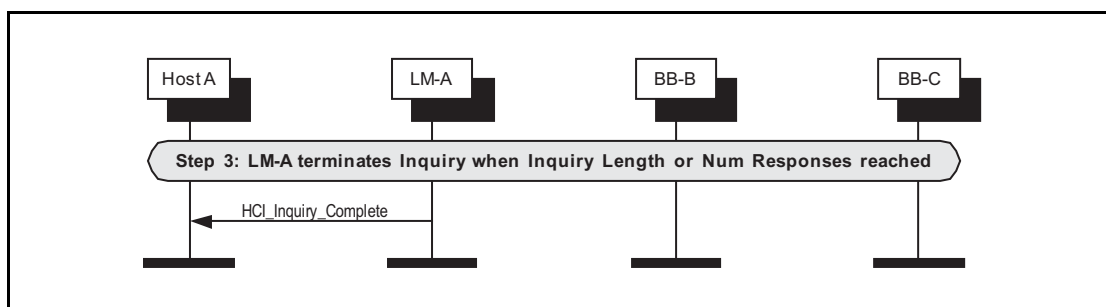 Host A
LM-A
BB-B
BB-C
Step 3: LM-A terminates Inquiry when Inquiry Length or Num Responses reached
HCI_Inquiry_Complete